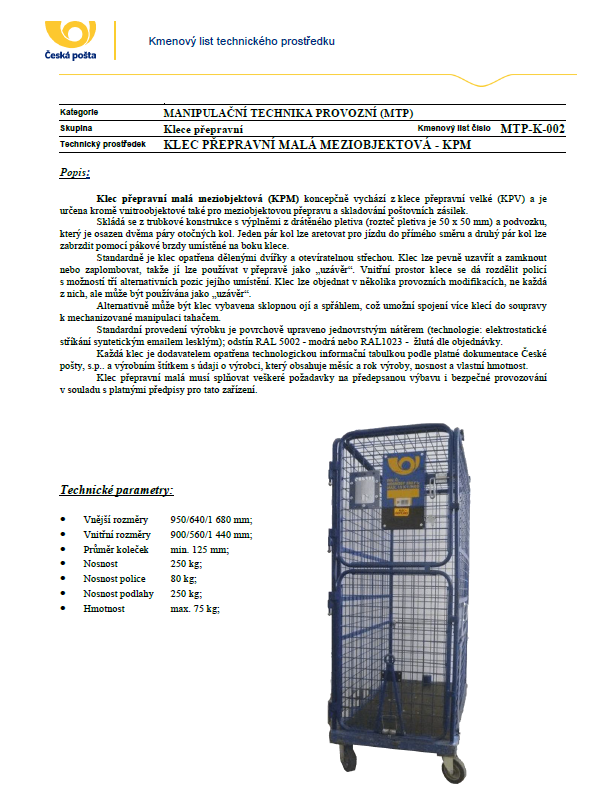 Česká pošta
Kmenový list technického prostředku
Kategorie MANIPULAČNÍ TECHNIKA PROVOZNÍ (MTP)
Skupina Klece přepravní Kmenový list číslo MTP-K-002
Technický prostředek KLEC PŘEPRAVNÍ MALÁ MEZIOBJEKTOVÁ - KPM
Popis:
Klec přepravní malá meziobjektová (KPM) koncepčně vychází z klece přepravní velké (KPV) a je
určena kromě vnitroobjektové také pro meziobjektovou přepravu a skladování poštovních zásilek.
Skládá se z trubkové konstrukce s výplněmi z drátěného pletiva (rozteč pletiva je 50 x 50 mm) a podvozku,
který je osazen dvěma páry otočných kol. Jeden pár kol lze aretovat pro jízdu do přímého směru a druhý pár kol lze
zabrzdit pomocí pákové brzdy umístěné na boku klece.
Standardně je klec opatřena dělenými dvířky a otevíratelnou střechou. Klec lze pevně uzavřít a zamknout
nebo zaplombovat, takže jí lze používat v přepravě jako „uzávěr“. Vnitřní prostor klece se dá rozdělit policí
s možností tří alternativních pozic jejího umístění. Klec lze objednat v několika provozních modifikacích, ne každá
z nich, ale může být používána jako „uzávěr“.
Alternativně může být klec vybavena sklopnou ojí a spřáhlem, což umožní spojení více klecí do soupravy
k mechanizované manipulaci tahačem.
Standardní provedení výrobku je povrchově upraveno jednovrstvým nátěrem (technologie: elektrostatické
stříkání syntetickým emailem lesklým); odstín RAL 5002 - modrá nebo RAL1023 - žlutá dle objednávky.
Každá klec je dodavatelem opatřena technologickou informační tabulkou podle platné dokumentace České
pošty, s.p.. a výrobním štítkem s údaji o výrobci, který obsahuje měsíc a rok výroby, nosnost a vlastní hmotnost.
Klec přepravní malá musí splňovat veškeré požadavky na předepsanou výbavu i bezpečné provozování
v souladu s platnými předpisy pro tato zařízení.
Technické parametry:
• Vnější rozměry 950/640/1 680 mm;
• Vnitřní rozměry 900/560/1 440 mm;
• Průměr koleček min. 125 mm;
• Nosnost 250 kg;
• Nosnost police 80 kg;
• Nosnost podlahy 250 kg;
• Hmotnost max. 75 kg;